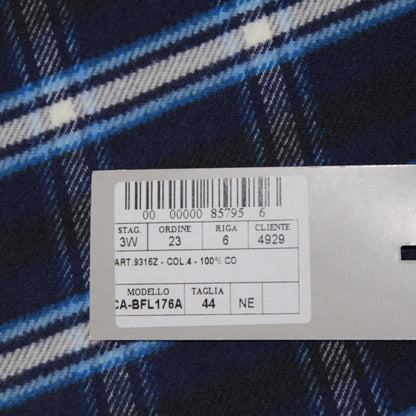 00 00000 85795 6
STAG. ORDINE RIGA CLIENTE
3W 23 6 4929
ART.9316Z - COL.4 - 100% CO
MODELLO TAGLIA
CA-BFL176A 44 NE